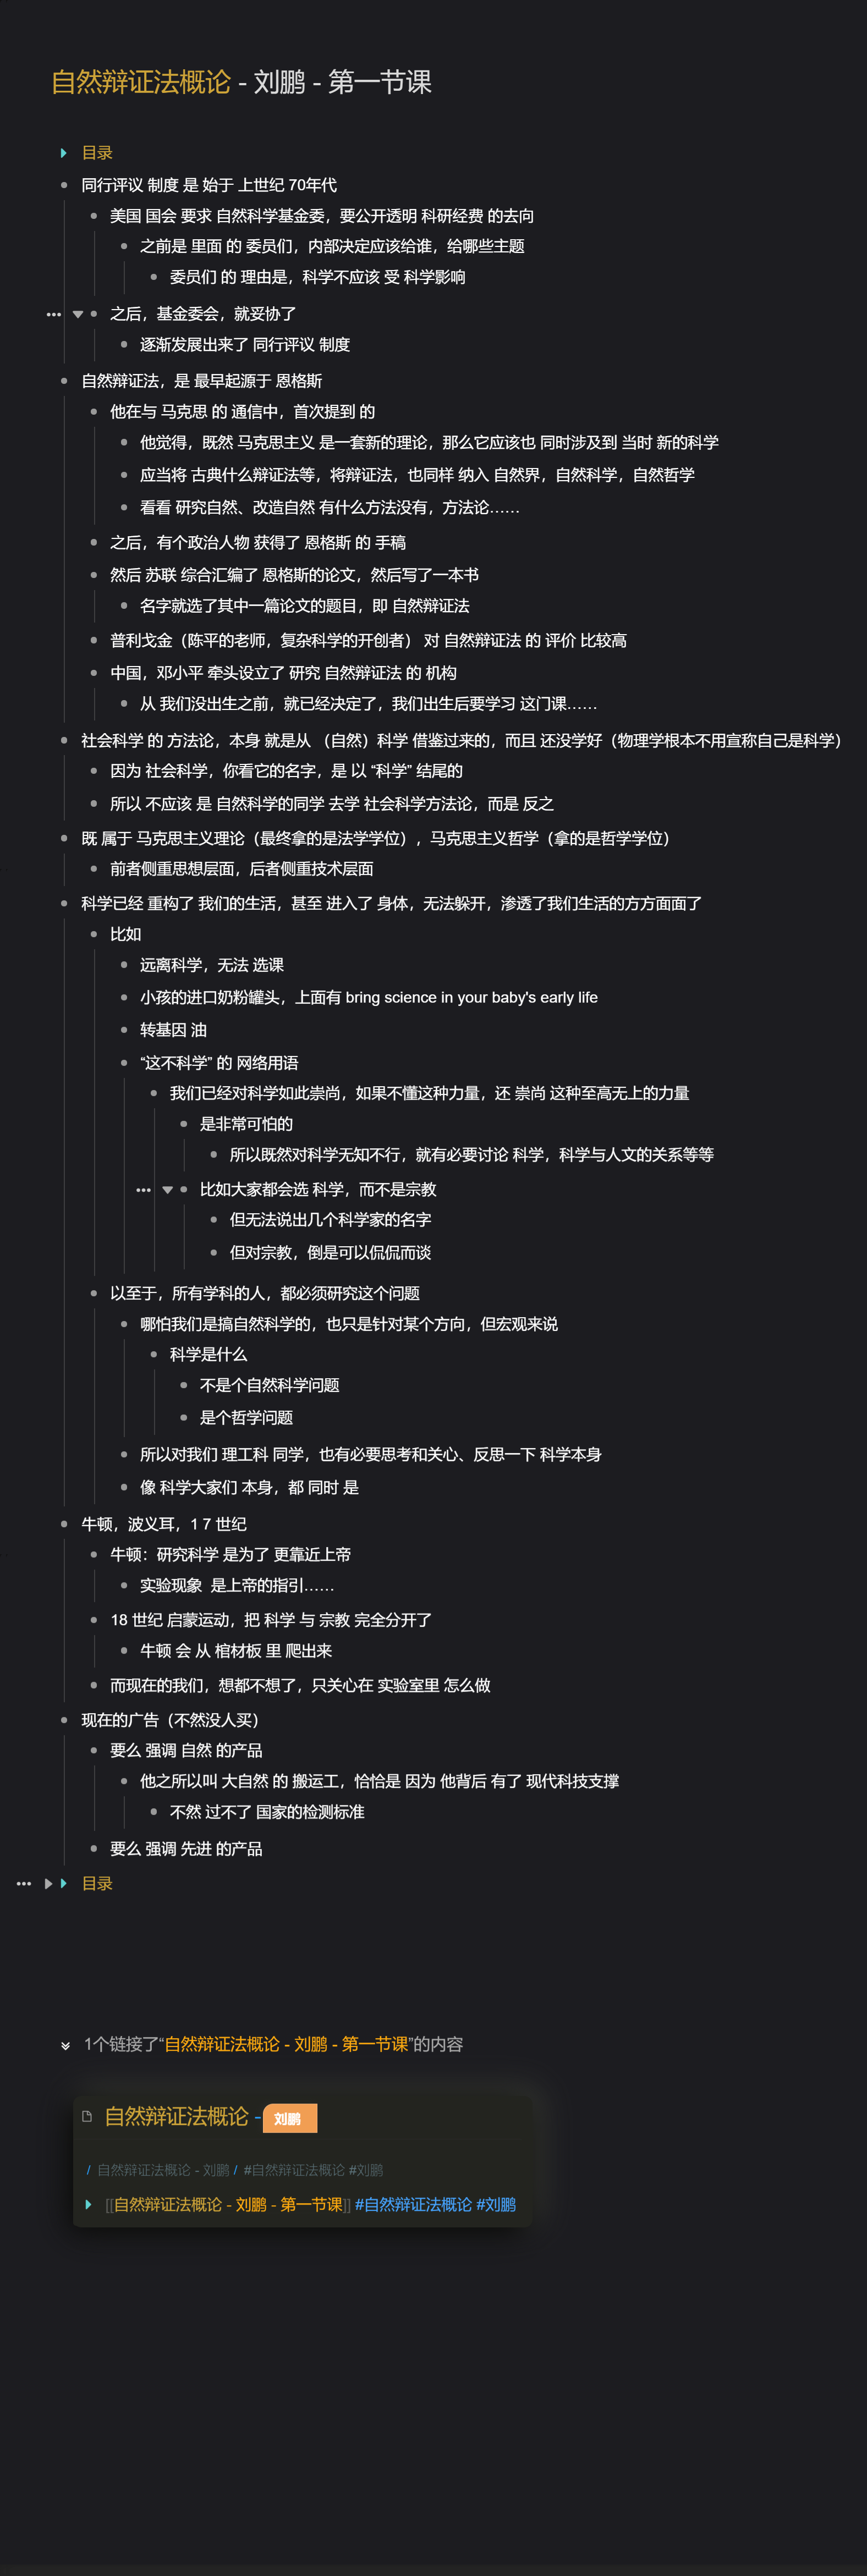 自然辩证法概论 - 刘鹏 - 第一节课
目录
同行评议 制度 是 始于 上世纪 70年代
美国 国会 要求 自然科学基金委，要公开透明 科研经费 的去向
之前是 里面 的 委员们，内部决定应该给谁，给哪些主题
委员们 的 理由是，科学不应该 受 科学影响
之后，基金委会，就妥协了
逐渐发展出来了 同行评议 制度
自然辩证法，是 最早起源于 恩格斯
他在与 马克思 的 通信中，首次提到 的
他觉得，既然 马克思主义 是一套新的理论，那么它应该也 同时涉及到 当时 新的科学
应当将 古典什么辩证法等，将辩证法，也同样 纳入 自然界，自然科学，自然哲学
看看 研究自然、改造自然 有什么方法没有，方法论……
之后，有个政治人物 获得了 恩格斯 的 手稿
然后 苏联 综合汇编了 恩格斯的论文，然后写了一本书
名字就选了其中一篇论文的题目，即 自然辩证法
普利戈金（陈平的老师，复杂科学的开创者） 对 自然辩证法 的 评价 比较高
中国，邓小平 牵头设立了 研究 自然辩证法 的 机构
从 我们没出生之前，就已经决定了，我们出生后要学习 这门课……
社会科学 的 方法论，本身 就是从 （自然）科学 借鉴过来的，而且 还没学好（物理学根本不用宣称自己是科学）
因为 社会科学，你看它的名字，是 以 “科学” 结尾的
所以 不应该 是 自然科学的同学 去学 社会科学方法论，而是 反之
既 属于 马克思主义理论（最终拿的是法学学位），马克思主义哲学（拿的是哲学学位）
前者侧重思想层面，后者侧重技术层面
科学已经 重构了 我们的生活，甚至 进入了 身体，无法躲开，渗透了我们生活的方方面面了
比如
远离科学，无法 选课
小孩的进口奶粉罐头，上面有 bring science in your baby's early life
转基因 油
“这不科学” 的 网络用语
我们已经对科学如此崇尚，如果不懂这种力量，还 崇尚 这种至高无上的力量
是非常可怕的
所以既然对科学无知不行，就有必要讨论 科学，科学与人文的关系等等
比如大家都会选 科学，而不是宗教
但无法说出几个科学家的名字
但对宗教，倒是可以侃侃而谈
以至于，所有学科的人，都必须研究这个问题
哪怕我们是搞自然科学的，也只是针对某个方向，但宏观来说
科学是什么
不是个自然科学问题
是个哲学问题
所以对我们 理工科 同学，也有必要思考和关心、反思一下 科学本身
像 科学大家们 本身，都 同时 是
牛顿，波义耳，1 7 世纪
牛顿：研究科学 是为了 更靠近上帝
实验现象  是上帝的指引……
18 世纪 启蒙运动，把 科学 与 宗教 完全分开了
牛顿 会 从 棺材板 里 爬出来
而现在的我们，想都不想了，只关心在 实验室里 怎么做
现在的广告（不然没人买）
要么 强调 自然 的产品
他之所以叫 大自然 的 搬运工，恰恰是 因为 他背后 有了 现代科技支撑
不然 过不了 国家的检测标准
要么 强调 先进 的产品
目录
1个链接了“自然辩证法概论 - 刘鹏 - 第一节课”的内容
自然辩证法概论 - 刘鹏
/ 自然辩证法概论 - 刘鹏 / #自然辩证法概论 #刘鹏
[[自然辩证法概论 - 刘鹏 - 第一节课]] #自然辩证法概论 #刘鹏